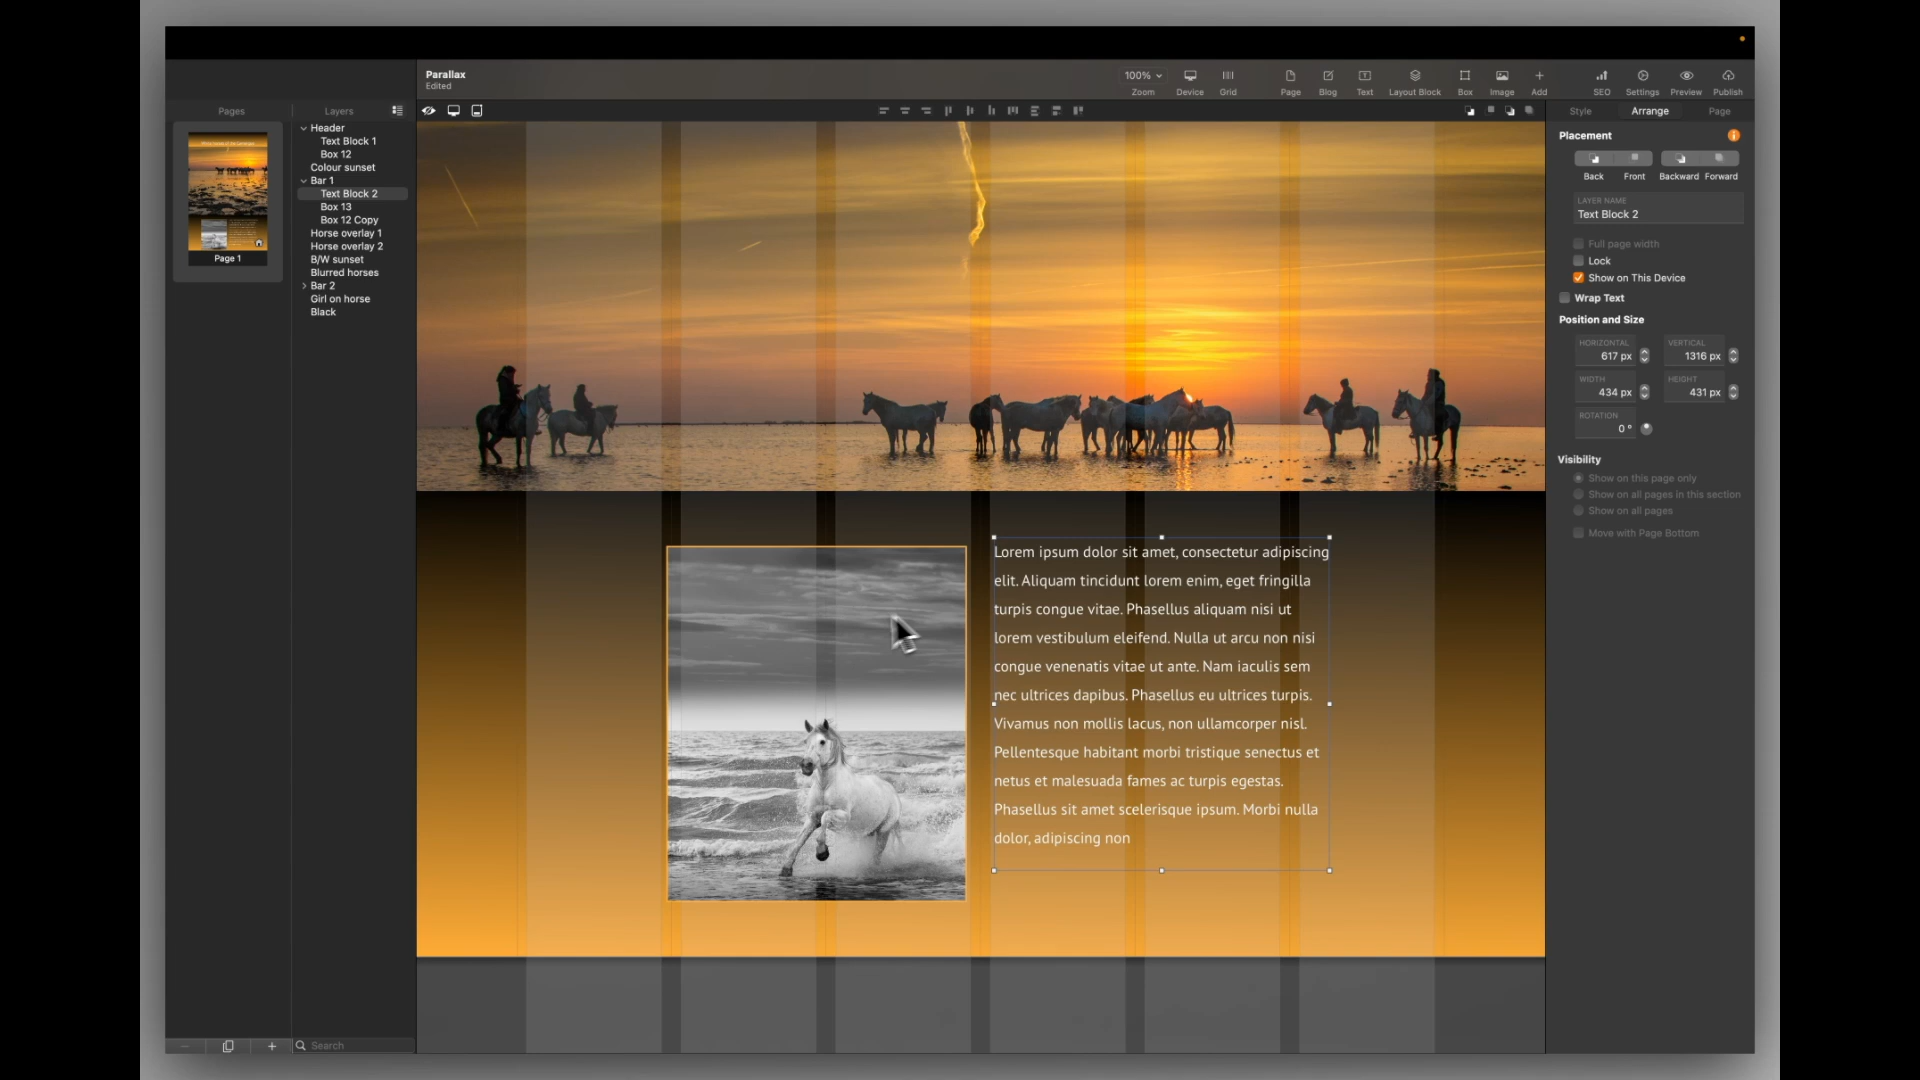 Parallax
Edited
100%
Zoom
Device
Grid
Page
Blog
Text
Layout Block
Box
Image
Add
SEO
Settings
Preview
Publish
Pages
Layers
Style
Arrange
Page
Page 1
Header
Text Block 1
Box 12
Colour sunset
Bar 1
Text Block 2
Box 13
Box 12 Copy
Horse overlay 1
Horse overlay 2
B/W sunset
Blurred horses
Bar 2
Girl on horse
Black
Search
Lorem ipsum dolor sit amet, consectetur adipiscing
elit. Aliquam tincidunt lorem enim, eget fringilla
turpis congue vitae. Phasellus aliquam nisi ut
lorem vestibulum eleifend. Nulla ut arcu non nisi
congue venenatis vitae ut ante. Nam iaculis sem
nec ultrices dapibus. Phasellus eu ultrices turpis.
Vivamus non mollis lacus, non ullamcorper nisl.
Pellentesque habitant morbi tristique senectus et
netus et malesuada fames ac turpis egestas.
Phasellus sit amet scelerisque ipsum. Morbi nulla
dolor, adipiscing non
Placement
Back
Front
Backward
Forward
LAYER NAME
Text Block 2
Full page width
Lock
Show on This Device
Wrap Text
Position and Size
HORIZONTAL
617 px
VERTICAL
1316 px
WIDTH
434 px
HEIGHT
431 px
ROTATION
0 °
Visibility
Show on this page only
Show on all pages in this section
Show on all pages
Move with Page Bottom